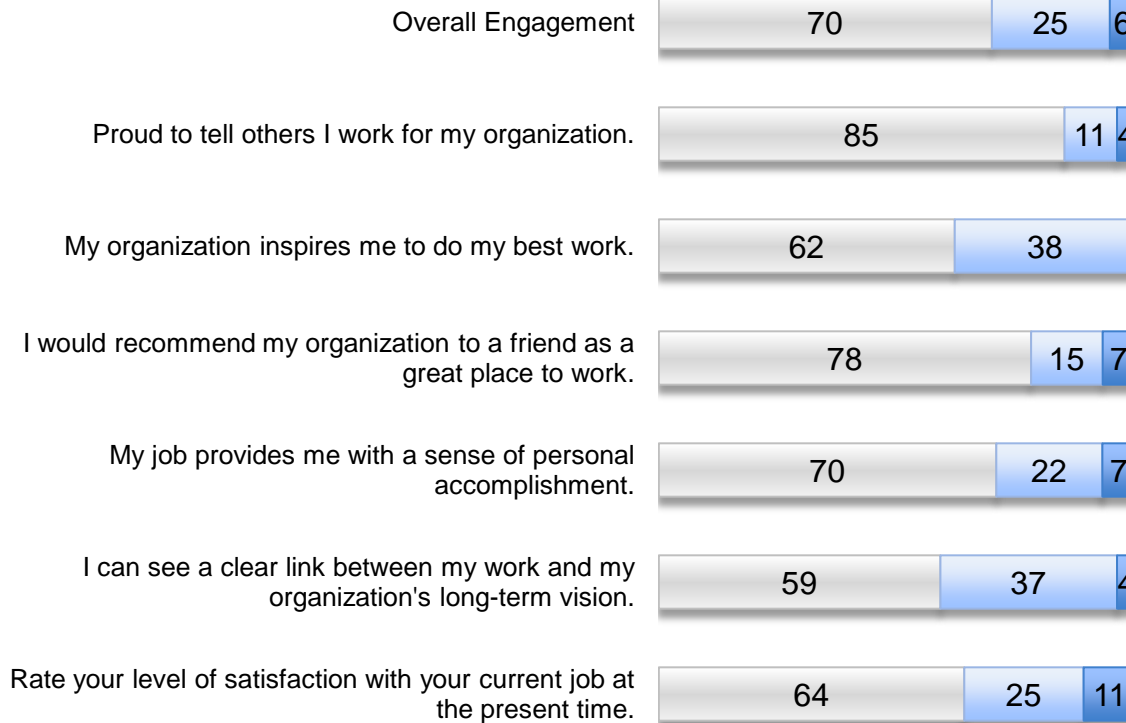 Overall Engagement 70 25 6
Proud to tell others I work for my organization. 85 11 4
My organization inspires me to do my best work. 62 38
I would recommend my organization to a friend as a
great place to work. 78 15 7
My job provides me with a sense of personal
accomplishment. 70 22 7
I can see a clear link between my work and my
organization's long-term vision. 59 37 4
Rate your level of satisfaction with your current job at
the present time. 64 25 11